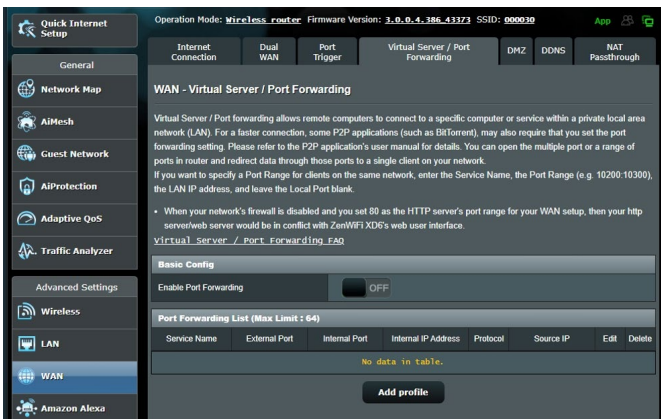 Quick Internet
Setup
Operation Mode: Wireless router Firmware Version: 3.0.0.4.386_43373 SSID: 000030
App
General
Network Map
AiMesh
Guest Network
AiProtection
Adaptive QoS
Traffic Analyzer
Advanced Settings
Wireless
LAN
WAN
Amazon Alexa
Internet
Connection
Dual
WAN
Port
Trigger
Virtual Server / Port
Forwarding
DMZ
DDNS
NAT
Passthrough
WAN - Virtual Server / Port Forwarding
Virtual Server / Port forwarding allows remote computers to connect to a specific computer or service within a private local area
network (LAN). For a faster connection, some P2P applications (such as BitTorrent), may also require that you set the port
forwarding setting. Please refer to the P2P application's user manual for details. You can open the multiple port or a range of
ports in router and redirect data through those ports to a single client on your network.
If you want to specify a Port Range for clients on the same network, enter the Service Name, the Port Range (e.g. 10200:10300),
the LAN IP address, and leave the Local Port blank.
• When your network's firewall is disabled and you set 80 as the HTTP server's port range for your WAN setup, then your http
server/web server would be in conflict with ZenWiFi XD6's web user interface.
Virtual Server / Port Forwarding FAQ
Basic Config
Enable Port Forwarding OFF
Port Forwarding List (Max Limit : 64)
Service Name External Port Internal Port Internal IP Address Protocol Source IP Edit Delete
No data in table.
Add profile